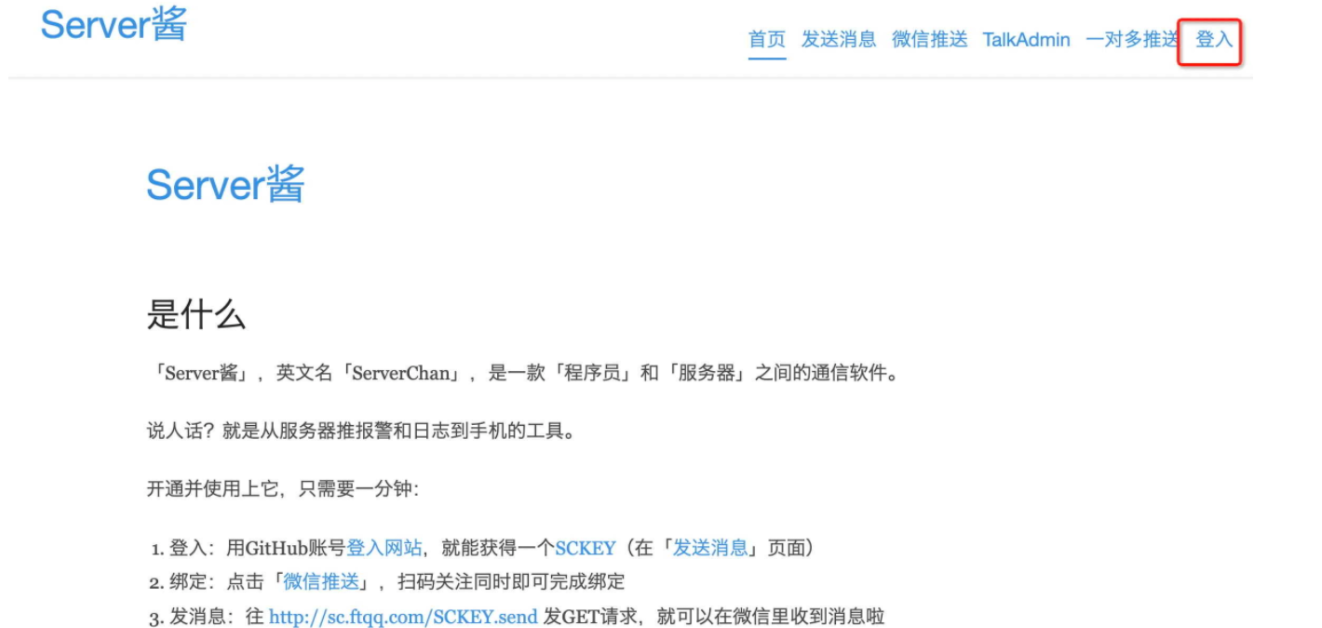 Server酱
首页 发送消息 微信推送 TalkAdmin 一对多推送 登入
Server酱
是什么
「Server酱」，英文名「ServerChan」，是一款「程序员」和「服务器」之间的通信软件。
说人话？就是从服务器推报警和日志到手机的工具。
开通并使用上它，只需要一分钟：
1. 登入：用GitHub账号登入网站，就能获得一个SCKEY（在「发送消息」页面）
2. 绑定：点击「微信推送」，扫码关注同时即可完成绑定
3. 发消息：往 http://sc.ftqq.com/SCKEY.send 发GET请求，就可以在微信里收到消息啦